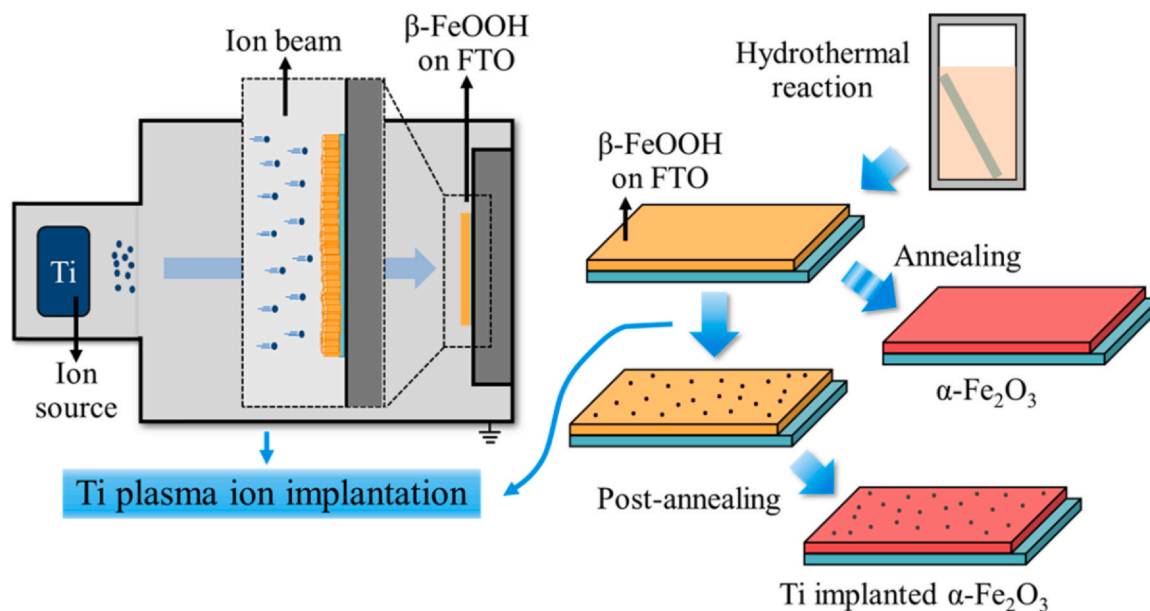 Ion beam
β-FeOOH
on FTO
Ti
Ion
source
Ti plasma ion implantation
Hydrothermal
reaction
β-FeOOH
on FTO
Annealing
α-Fe₂O₃
Post-annealing
Ti implanted α-Fe₂O₃